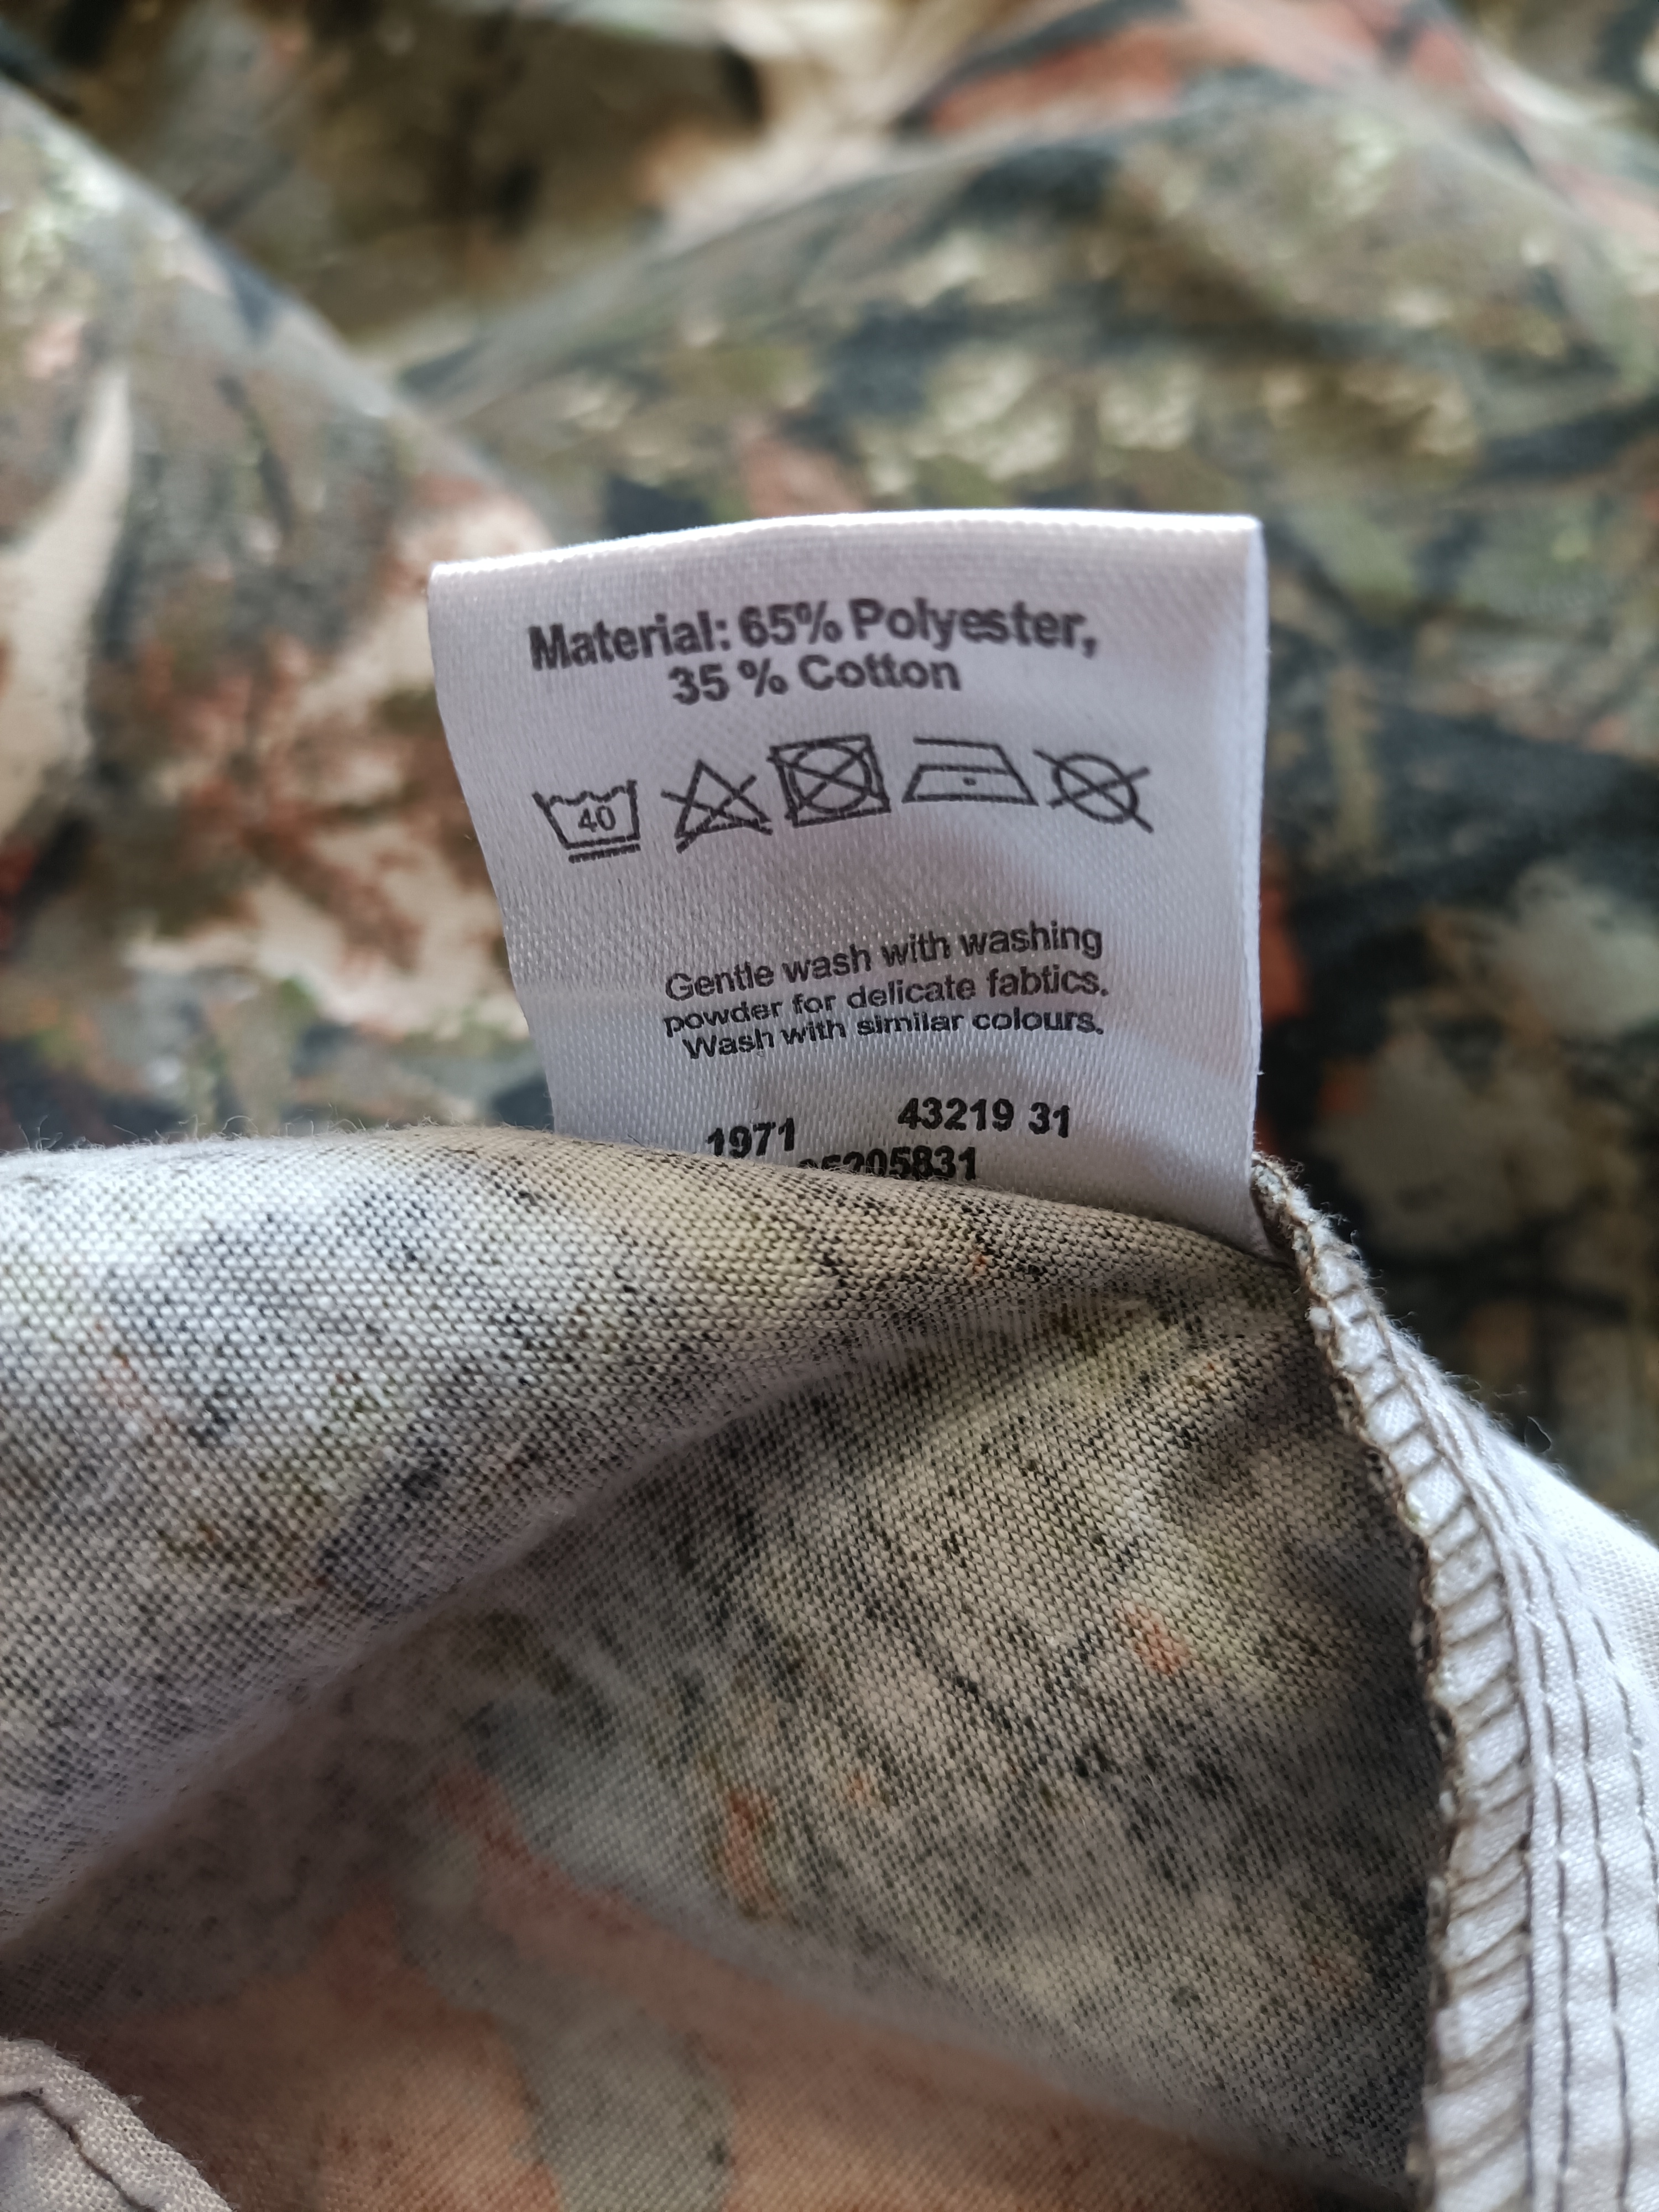 Material: 65% Polyester,
35 % Cotton
40
Gentle wash with washing
powder for delicate fabtics.
Wash with similar colours.
1971 43219 31